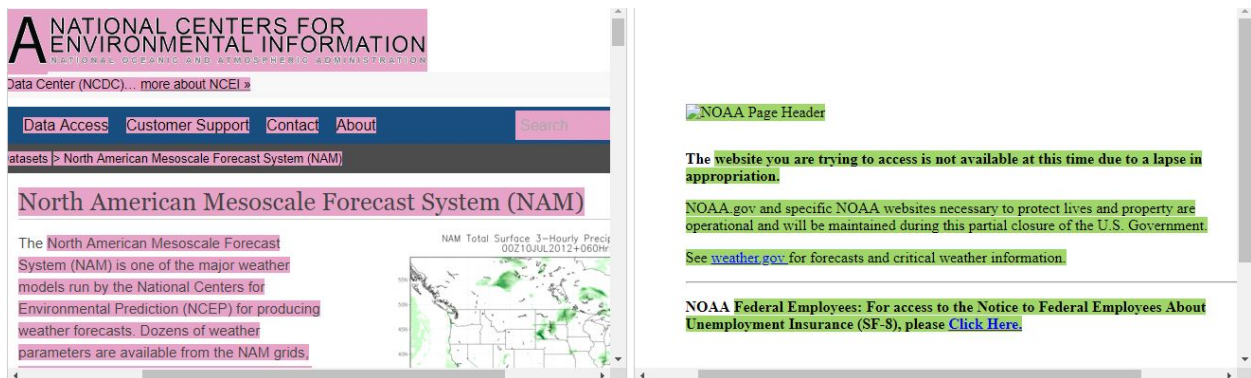 A NATIONAL CENTERS FOR
ENVIRONMENTAL INFORMATION
NATIONAL OCEANIC AND ATMOSPHERIC ADMINISTRATION
Data Center (NCDC)... more about NCEI »
Data Access Customer Support Contact About Search
atasets > North American Mesoscale Forecast System (NAM)
North American Mesoscale Forecast System (NAM)
The North American Mesoscale Forecast
System (NAM) is one of the major weather
models run by the National Centers for
Environmental Prediction (NCEP) for producing
weather forecasts. Dozens of weather
parameters are available from the NAM grids,
NAM Total Surface 3-Hourly Precip
00Z10JUL2012+060Hr
NOAA Page Header
The website you are trying to access is not available at this time due to a lapse in
appropriation.
NOAA.gov and specific NOAA websites necessary to protect lives and property are
operational and will be maintained during this partial closure of the U.S. Government.
See weather.gov for forecasts and critical weather information.
NOAA Federal Employees: For access to the Notice to Federal Employees About
Unemployment Insurance (SF-8), please Click Here.